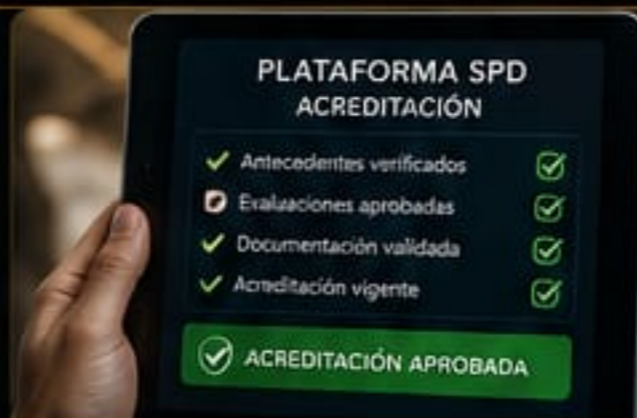 PLATAFORMA SPD
ACREDITACIÓN
Antecedentes verificados
Evaluaciones aprobadas
Documentación validada
Acreditación vigente
ACREDITACIÓN APROBADA